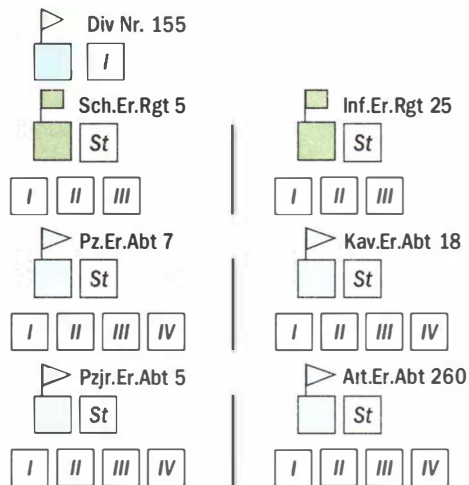 Div Nr. 155
I
Sch.Er.Rgt 5 Inf.Er.Rgt 25
St St
I II III I II III
Pz.Er.Abt 7 Kav.Er.Abt 18
St St
I II III IV I II III IV
Pzjr.Er.Abt 5 Art.Er.Abt 260
St St
I II III IV I II III IV